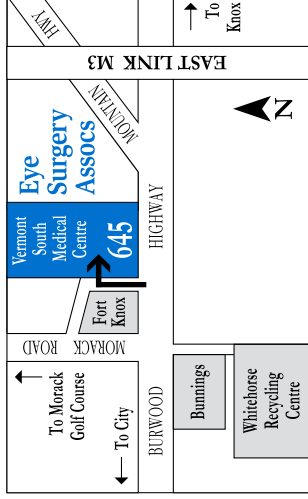 HWY
MOUNTAIN
To
Knox
EAST LINK M3
Eye
Surgery
Assocs
N
Vermont
South
Medical
Centre
645
HIGHWAY
Fort
Knox
ROAD
MORACK
To Morack
Golf Course
To City
BURWOOD
Bunnings
Whitehorse
Recycling
Centre